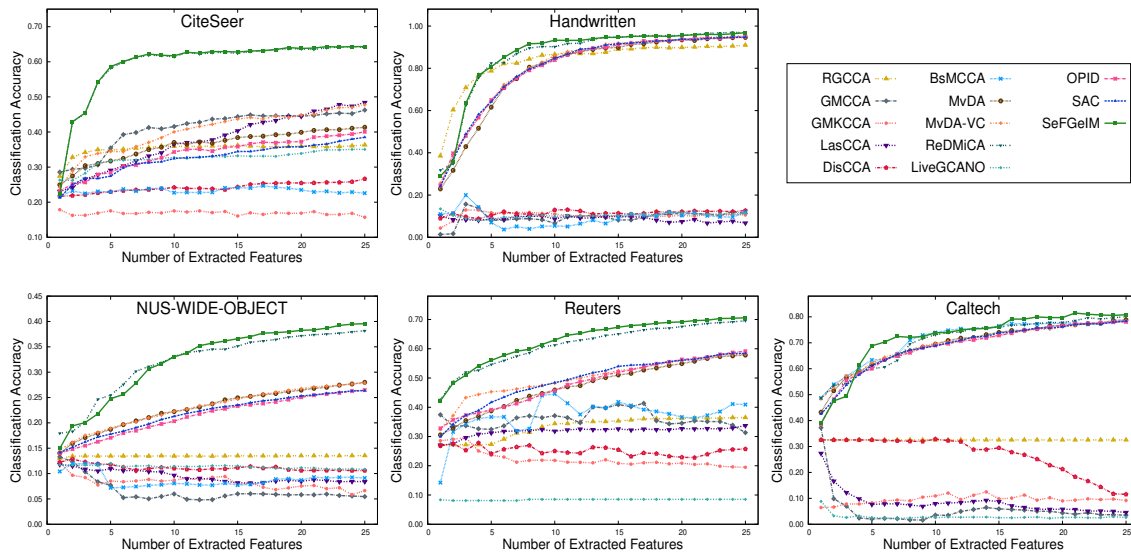 CiteSeer
Classification Accuracy
0.70
0.60
0.50
0.40
0.30
0.20
0.10
0 5 10 15 20 25
Number of Extracted Features
Handwritten
Classification Accuracy
1.00
0.80
0.60
0.40
0.20
0.00
0 5 10 15 20 25
Number of Extracted Features
RGCCA BsMCCA OPID
GMCCA MvDA SAC
GMKCCA MvDA-VC SeFGeIM
LasCCA ReDMiCA
DisCCA LiveGCANO
NUS-WIDE-OBJECT
Classification Accuracy
0.45
0.40
0.35
0.30
0.25
0.20
0.15
0.10
0.05
0.00
0 5 10 15 20 25
Number of Extracted Features
Reuters
Classification Accuracy
0.70
0.60
0.50
0.40
0.30
0.20
0.10
0.00
0 5 10 15 20 25
Number of Extracted Features
Caltech
Classification Accuracy
0.80
0.70
0.60
0.50
0.40
0.30
0.20
0.10
0.00
0 5 10 15 20 25
Number of Extracted Features